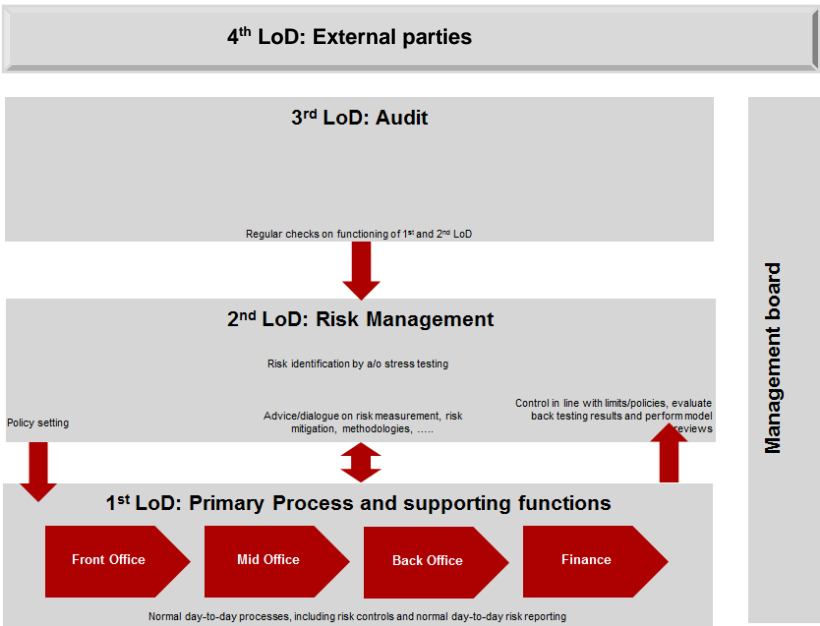 4th LoD: External parties
3rd LoD: Audit
Regular checks on functioning of 1st and 2nd LoD
Management board
2nd LoD: Risk Management
Risk identification by a/o stress testing
Policy setting
Advice/dialogue on risk measurement, risk
mitigation, methodologies, .....
Control in line with limits/policies, evaluate
back testing results and perform model
reviews
1st LoD: Primary Process and supporting functions
Front Office
Mid Office
Back Office
Finance
Normal day-to-day processes, including risk controls and normal day-to-day risk reporting